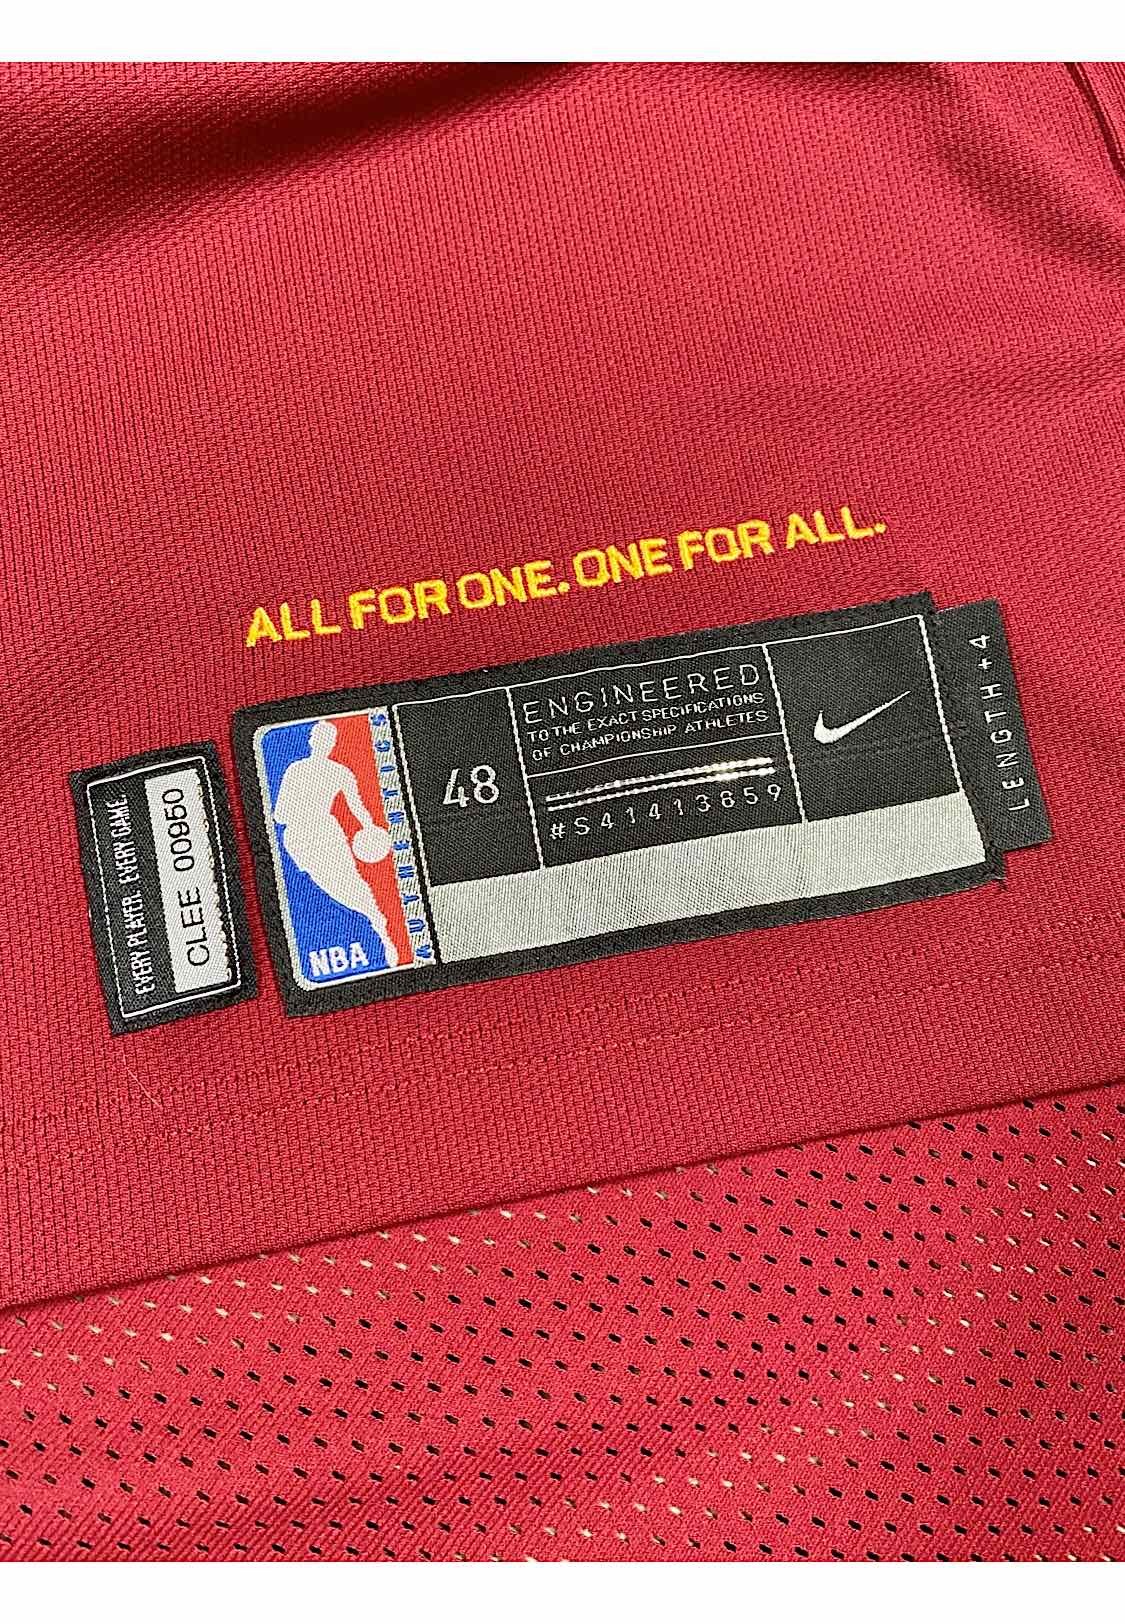 ALL FOR ONE. ONE FOR ALL.
EVERY PLAYER. EVERY GAME.
CLEE 00950
NBA
AUTHENTICS
48
ENGINEERED
TO THE EXACT SPECIFICATIONS
OF CHAMPIONSHIP ATHLETES
#S41413659
LENGTH +4